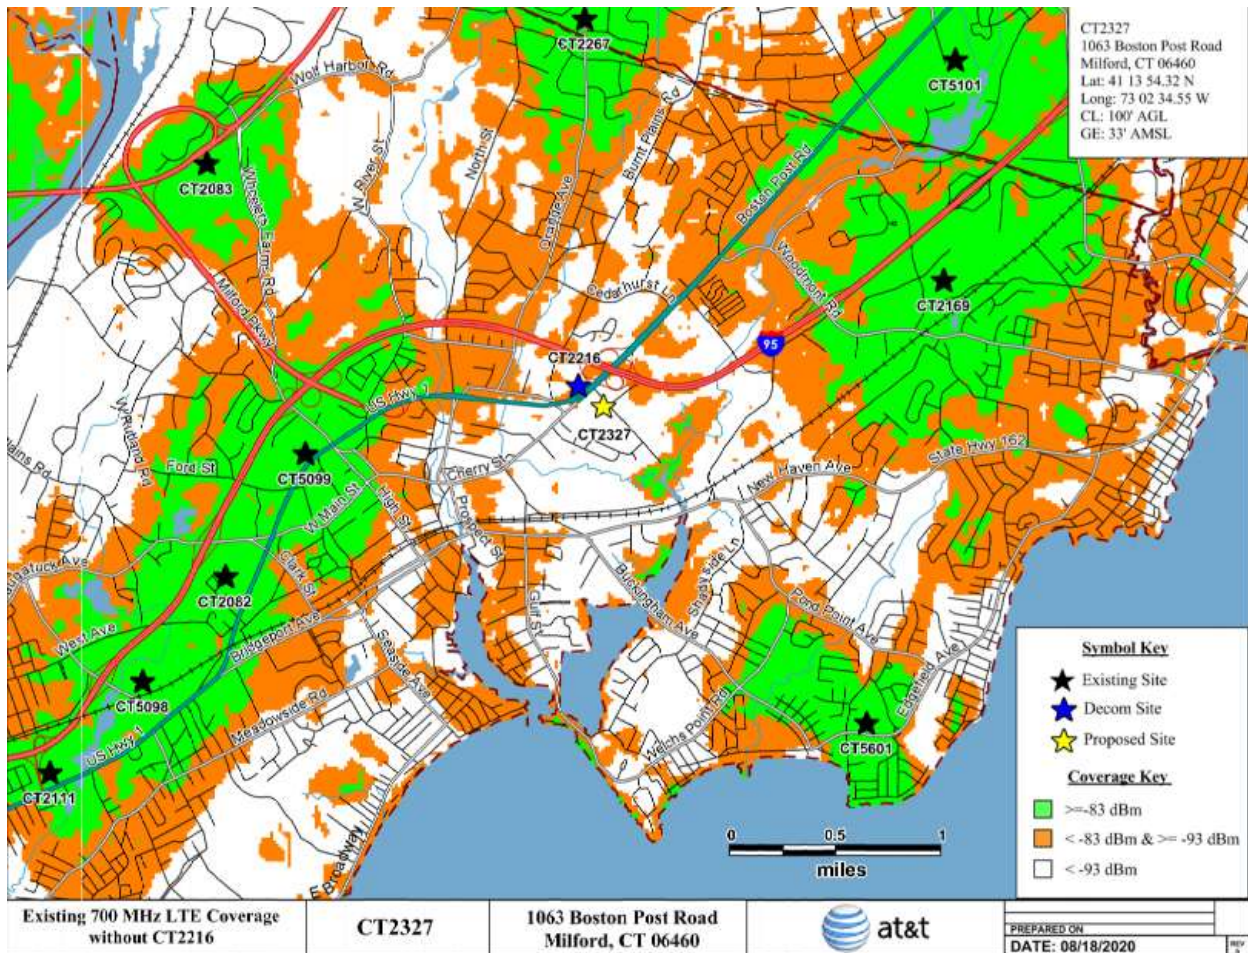 CT2327
1063 Boston Post Road
Milford, CT 06460
Lat: 41 13 54.32 N
Long: 73 02 34.55 W
CL: 100' AGL
GE: 33' AMSL
CT2267
CT5101
Wolf Harbor Rd
CT2083
Wheelers Farms Rd
W River St
North St
Burnt Plains Rd
Orange Ave
Boston Post Rd
Woodmont Rd
CT2169
Milford Pkwy
Cedarhurst Ln
95
CT2216
US Hwy 1
CT2327
W Rutland Rd
Ford St
CT5099
Cherry St
State Hwy 162
New Haven Ave
W Main St
High St
Prospect St
Clark St
CT2082
Gulf St
Buckingham Ave
Shadyside Ln
Pond Point Ave
West Ave
Bridgeport Ave
Seaside Ave
CT5098
Meadowside Rd
US Hwy 1
Welchs Point Rd
Edgefield Ave
CT5601
CT2111
E Broadway
0 0.5 1
miles
Symbol Key
Existing Site
Decom Site
Proposed Site
Coverage Key
>=-83 dBm
< -83 dBm & >= -93 dBm
< -93 dBm
Existing 700 MHz LTE Coverage
without CT2216
CT2327
1063 Boston Post Road
Milford, CT 06460
at&t
PREPARED ON
DATE: 08/18/2020
REV